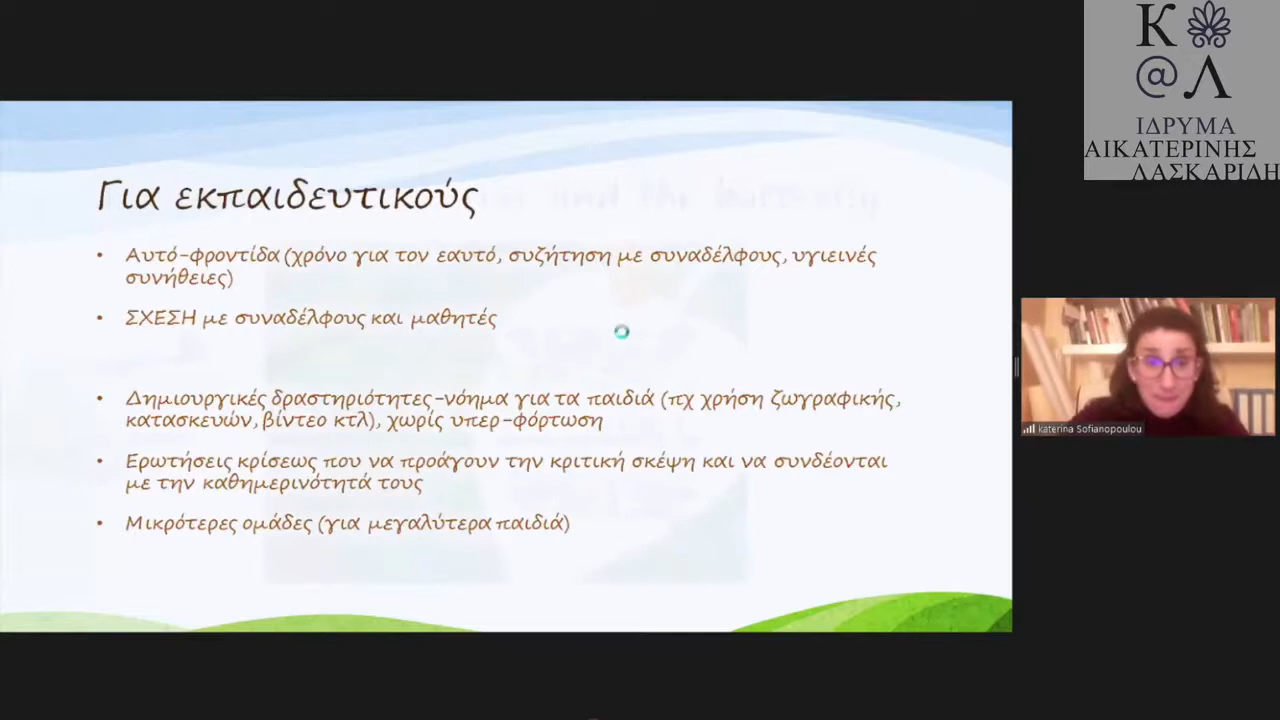 Κ
@Λ
ΙΔΡΥΜΑ
ΑΙΚΑΤΕΡΙΝΗΣ
ΛΑΣΚΑΡΙΔΗ
Για εκπαιδευτικούς
• Αυτό-φροντίδα (χρόνο για τον εαυτό, συζήτηση με συναδέλφους, υγιεινές
συνήθειες)
• ΣΧΕΣΗ με συναδέλφους και μαθητές
• Δημιουργικές δραστηριότητες-νόημα για τα παιδιά (πχ χρήση ζωγραφικής,
κατασκευών, βίντεο κτλ), χωρίς υπερ-φόρτωση
• Ερωτήσεις κρίσεως που να προάγουν την κριτική σκέψη και να συνδέονται
με την καθημερινότητά τους
• Μικρότερες ομάδες (για μεγαλύτερα παιδιά)
katerina Sofianopoulou